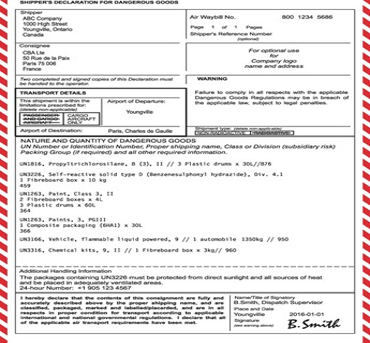 SHIPPER'S DECLARATION FOR DANGEROUS GOODS
Shipper
ABC Company
1000 High Street
Youngville, Ontario
Canada
Air Waybill No. 800 1234 5686
Page 1 of 1 Pages
Shipper's Reference Number
(optional)
Consignee
CBA Lte
50 Rue de la Paix
Paris 75 006
France
For optional use
for
Company logo
name and address
Two completed and signed copies of this Declaration must
be handed to the operator.
WARNING
Failure to comply in all respects with the applicable
Dangerous Goods Regulations may be in breach of
the applicable law, subject to legal penalties.
TRANSPORT DETAILS
This shipment is within the
limitations prescribed for:
(delete non-applicable)
PASSENGER
AND CARGO
AIRCRAFT
CARGO
AIRCRAFT
ONLY
Airport of Departure:
Youngville
Airport of Destination: Paris, Charles de Gaulle
Shipment type: (delete non-applicable)
NON-RADIOACTIVE RADIOACTIVE
NATURE AND QUANTITY OF DANGEROUS GOODS
UN Number or Identification Number, Proper shipping name, Class or Division (subsidiary risk)
Packing Group (if required) and all other required information.
UN1816, Propyltrichlorosilane, 8 (3), II // 3 Plastic drums x 30L//876
UN3226, Self-reactive solid type D (Benzenesulphonyl hydrazide), Div. 4.1
1 Fibreboard box x 10 kg
459
UN1263, Paint, Class 3, II
2 Fibreboard boxes x 4L
3 Plastic drums x 60L
364
UN1263, Paints, 3, PGIII
1 Composite packaging (6HA1) x 30L
366
UN3166, Vehicle, flammable liquid powered, 9 // 1 automobile 1350kg // 950
UN3316, Chemical kits, 9, II // 1 Fibreboard box x 3kg// 960
Additional Handling Information
The packages containing UN3226 must be protected from direct sunlight and all sources of heat
and be placed in adequately ventilated areas.
24-hour Number: +1 905 123 4567
I hereby declare that the contents of this consignment are fully and
accurately described above by the proper shipping name, and are
classified, packaged, marked and labelled/placarded, and are in all
respects in proper condition for transport according to applicable
international and national governmental regulations. I declare that all
of the applicable air transport requirements have been met.
Name/Title of Signatory
B.Smith, Dispatch Supervisor
Place and Date
Youngville 2018-01-01
Signature
(see warning above)
B. Smith